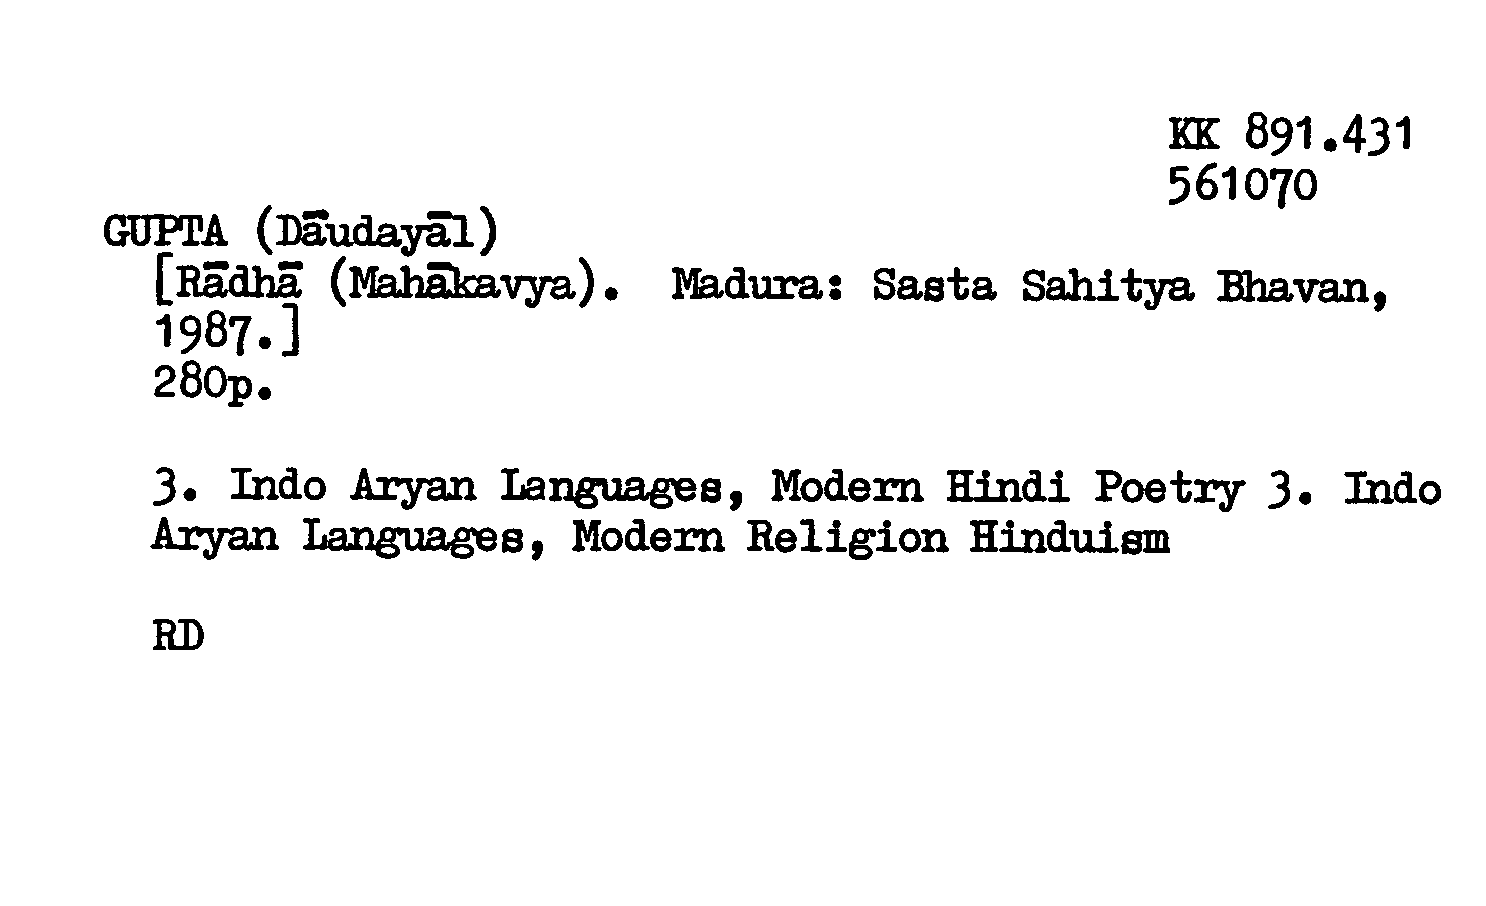 KK 891.431
561070
GUPTA (Dāudayāl)
[Rādhā (Mahākavya). Madura: Sasta Sahitya Bhavan,
1987.]
280p.
3. Indo Aryan Languages, Modern Hindi Poetry 3. Indo
Aryan Languages, Modern Religion Hinduism
RD